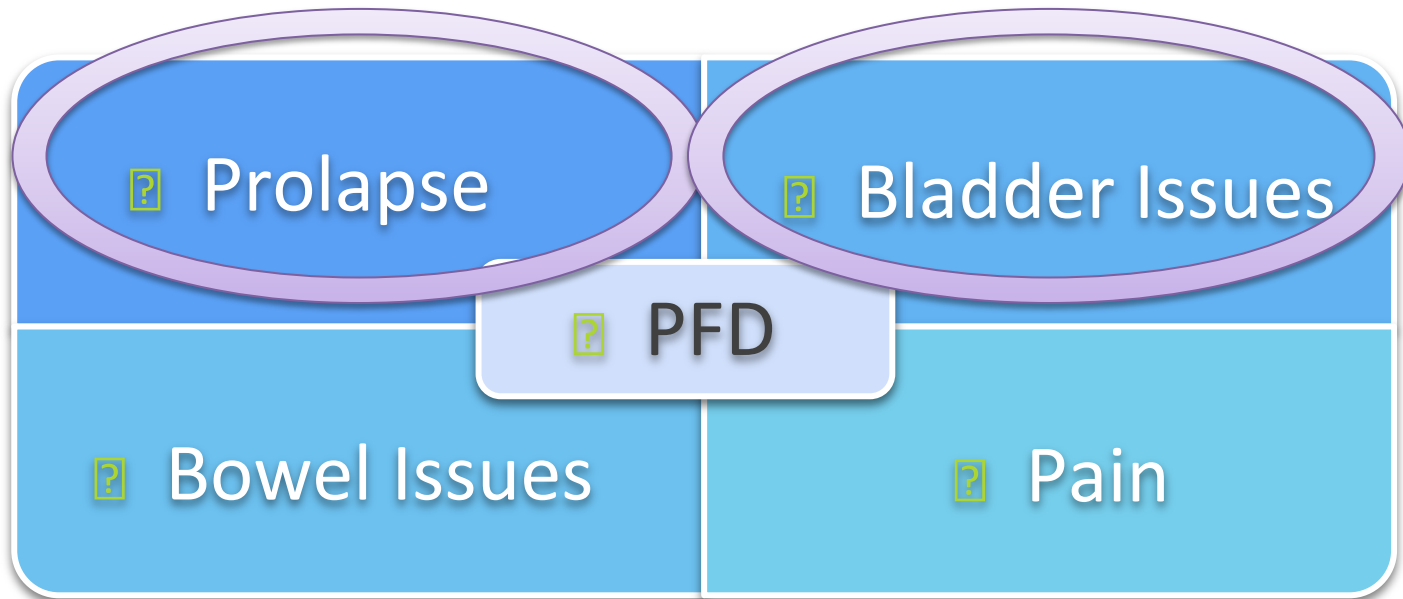 Prolapse
Bladder Issues
PFD
Bowel Issues
Pain